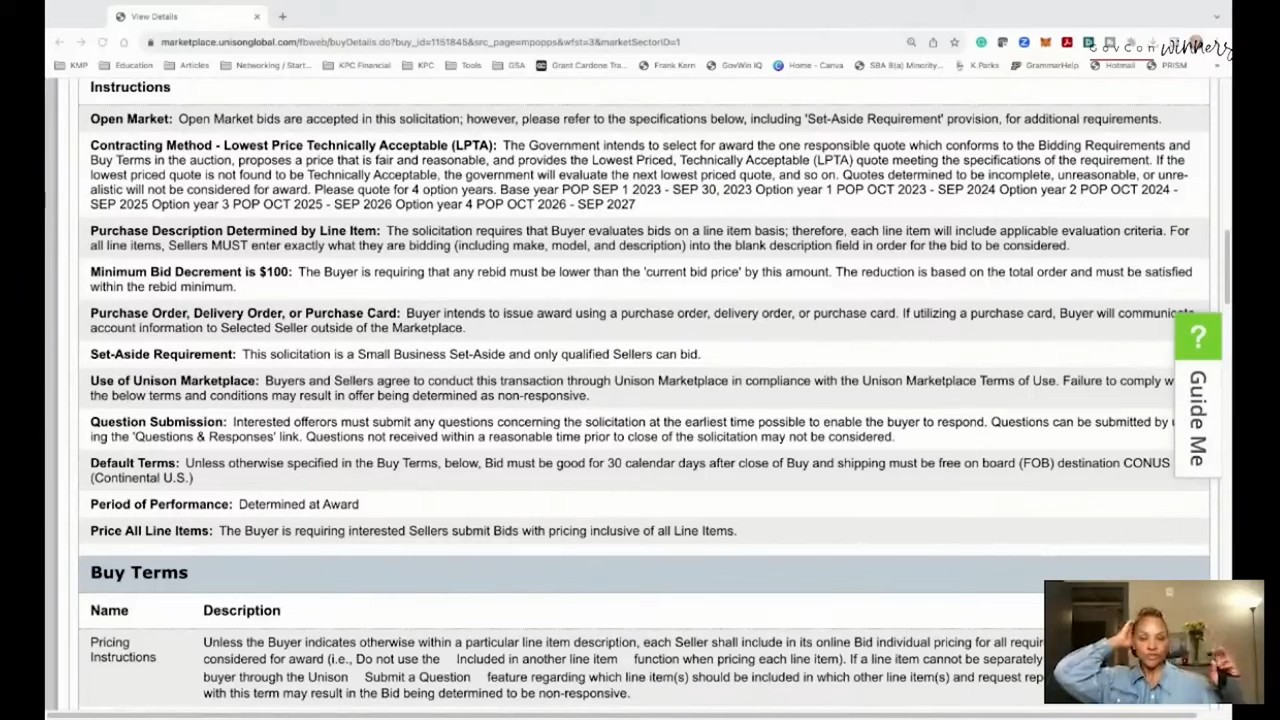 View Details
marketplace.unisonglobal.com/fbweb/buyDetails.do?buy_id=1151845&src_page=mpopps&wfst=3&marketSectorID=1
GOVCON winners
KMP Education Articles Networking / Start... KPC Financial KPC Tools GSA Grant Cardone Tra... Frank Kern GovWin IQ Home - Canva SBA 8(a) Minority... K.Parks GrammarHelp Hotmail PRISM
Instructions
Open Market: Open Market bids are accepted in this solicitation; however, please refer to the specifications below, including 'Set-Aside Requirement' provision, for additional requirements.
Contracting Method - Lowest Price Technically Acceptable (LPTA): The Government intends to select for award the one responsible quote which conforms to the Bidding Requirements and
Buy Terms in the auction, proposes a price that is fair and reasonable, and provides the Lowest Priced, Technically Acceptable (LPTA) quote meeting the specifications of the requirement. If the
lowest priced quote is not found to be Technically Acceptable, the government will evaluate the next lowest priced quote, and so on. Quotes determined to be incomplete, unreasonable, or unre-
alistic will not be considered for award. Please quote for 4 option years. Base year POP SEP 1 2023 - SEP 30, 2023 Option year 1 POP OCT 2023 - SEP 2024 Option year 2 POP OCT 2024 -
SEP 2025 Option year 3 POP OCT 2025 - SEP 2026 Option year 4 POP OCT 2026 - SEP 2027
Purchase Description Determined by Line Item: The solicitation requires that Buyer evaluates bids on a line item basis; therefore, each line item will include applicable evaluation criteria. For
all line items, Sellers MUST enter exactly what they are bidding (including make, model, and description) into the blank description field in order for the bid to be considered.
Minimum Bid Decrement is $100: The Buyer is requiring that any rebid must be lower than the 'current bid price' by this amount. The reduction is based on the total order and must be satisfied
within the rebid minimum.
Purchase Order, Delivery Order, or Purchase Card: Buyer intends to issue award using a purchase order, delivery order, or purchase card. If utilizing a purchase card, Buyer will communicate
account information to Selected Seller outside of the Marketplace.
Set-Aside Requirement: This solicitation is a Small Business Set-Aside and only qualified Sellers can bid.
Use of Unison Marketplace: Buyers and Sellers agree to conduct this transaction through Unison Marketplace in compliance with the Unison Marketplace Terms of Use. Failure to comply w
the below terms and conditions may result in offer being determined as non-responsive.
Question Submission: Interested offerors must submit any questions concerning the solicitation at the earliest time possible to enable the buyer to respond. Questions can be submitted by
ing the 'Questions & Responses' link. Questions not received within a reasonable time prior to close of the solicitation may not be considered.
Default Terms: Unless otherwise specified in the Buy Terms, below, Bid must be good for 30 calendar days after close of Buy and shipping must be free on board (FOB) destination CONUS
(Continental U.S.)
Period of Performance: Determined at Award
Price All Line Items: The Buyer is requiring interested Sellers submit Bids with pricing inclusive of all Line Items.
? Guide Me
Buy Terms
Name Description
Pricing Instructions
Unless the Buyer indicates otherwise within a particular line item description, each Seller shall include in its online Bid individual pricing for all requir
considered for award (i.e., Do not use the Included in another line item function when pricing each line item). If a line item cannot be separately
buyer through the Unison Submit a Question feature regarding which line item(s) should be included in which other line item(s) and request rep
with this term may result in the Bid being determined to be non-responsive.